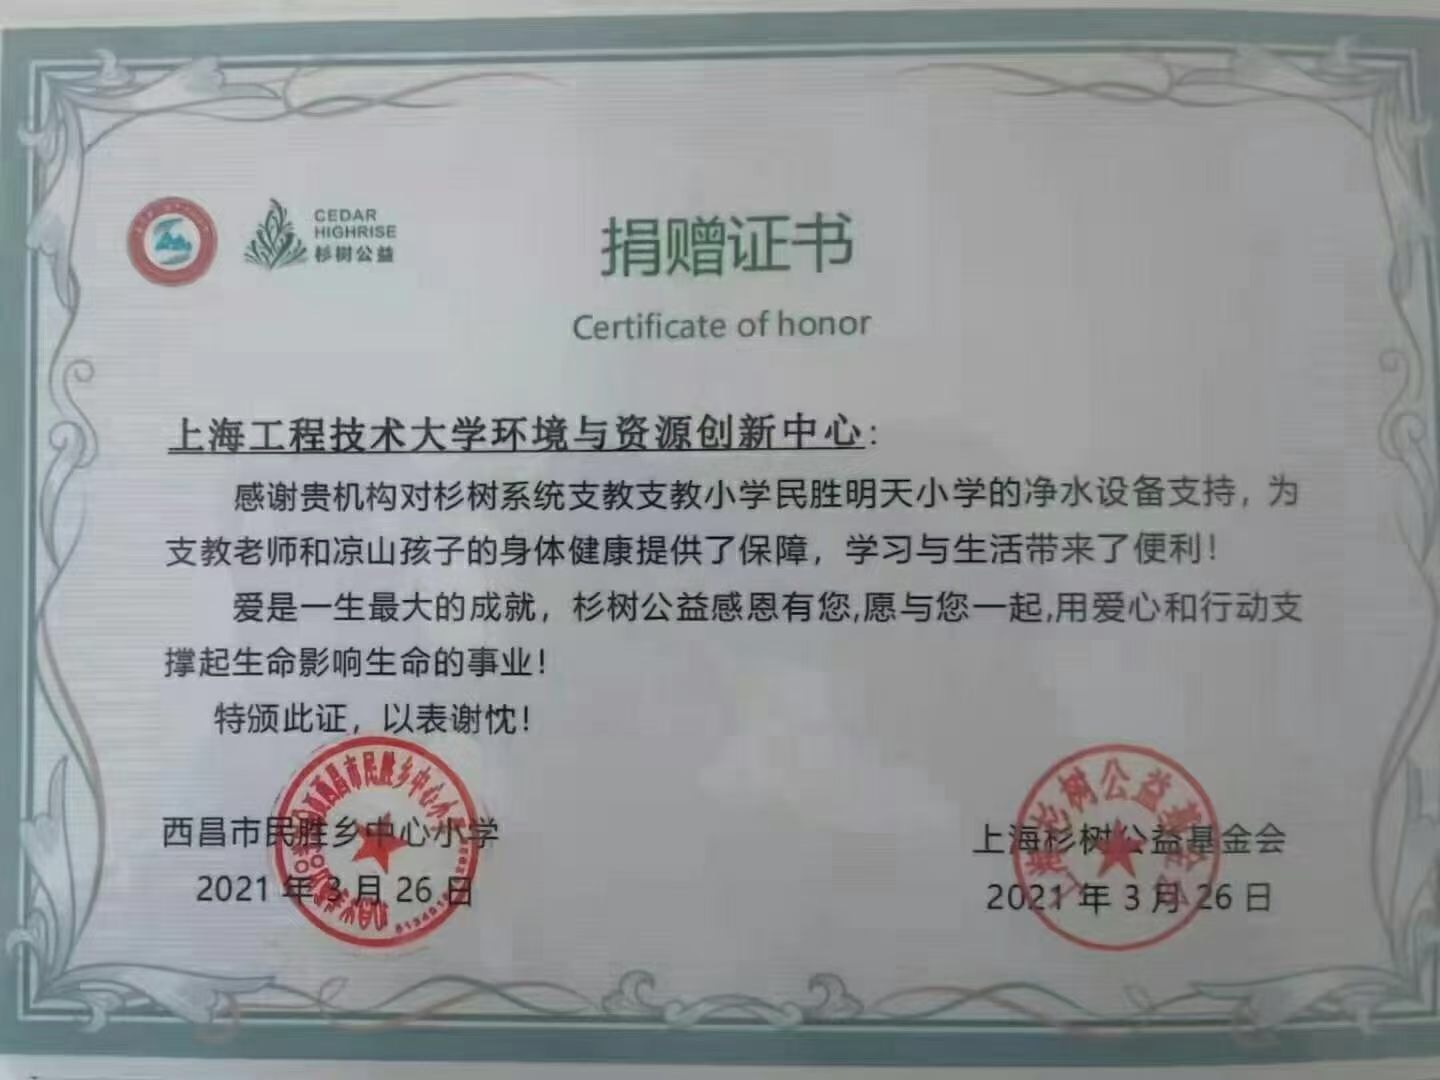 CEDAR
HIGHRISE
杉树公益
捐赠证书
Certificate of honor
上海工程技术大学环境与资源创新中心:
感谢贵机构对杉树系统支教支教小学民胜明天小学的净水设备支持，为
支教老师和凉山孩子的身体健康提供了保障，学习与生活带来了便利！
爱是一生最大的成就，杉树公益感恩有您,愿与您一起,用爱心和行动支
撑起生命影响生命的事业！
特颁此证，以表谢忱！
西昌市民胜乡中心小学
2021 年 3 月 26 日
上海杉树公益基金会
2021 年 3 月 26 日